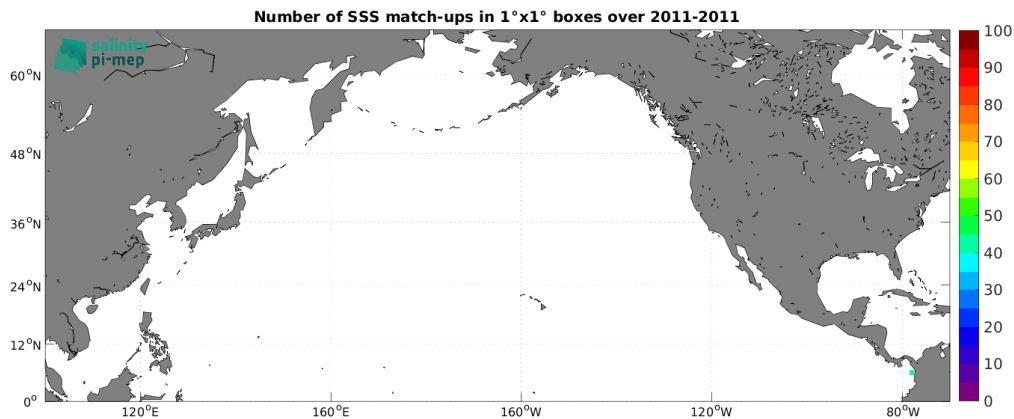 Number of SSS match-ups in 1°x1° boxes over 2011-2011
salinity
pi-mep
60°N
48°N
36°N
24°N
12°N
0°
120°E
160°E
160°W
120°W
80°W
100
90
80
70
60
50
40
30
20
10
0